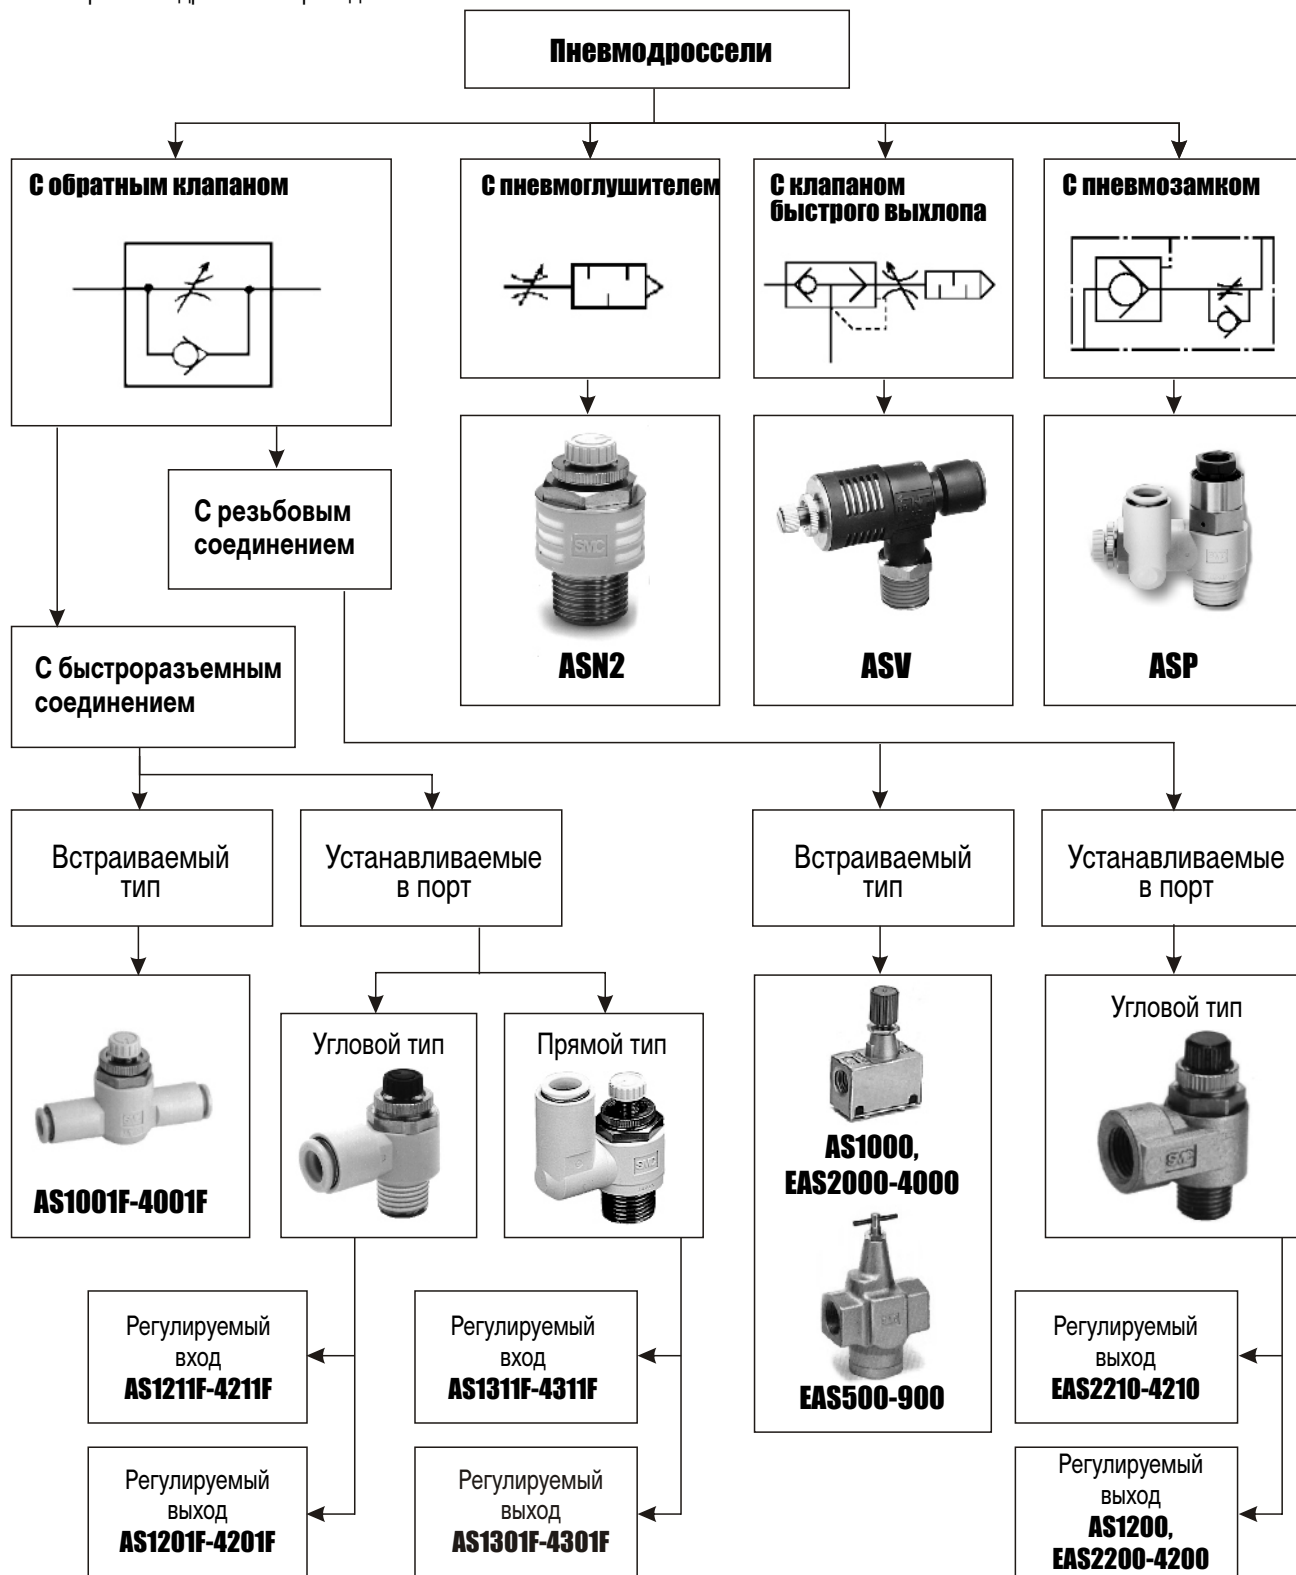 Пневмодроссели
С обратным клапаном
С пневмоглушителем
С клапаном
быстрого выхлопа
С пневмозамком
С резьбовым
соединением
SMC
ASN2
ASV
ASP
С быстроразъемным
соединением
Встраиваемый
тип
Устанавливаемые
в порт
Встраиваемый
тип
Устанавливаемые
в порт
AS1001F-4001F
Угловой тип
Прямой тип
SMC
AS1000,
EAS2000-4000
EAS500-900
Угловой тип
SMC
Регулируемый
вход
AS1211F-4211F
Регулируемый
вход
AS1311F-4311F
Регулируемый
выход
EAS2210-4210
Регулируемый
выход
AS1201F-4201F
Регулируемый
выход
AS1301F-4301F
Регулируемый
выход
AS1200,
EAS2200-4200